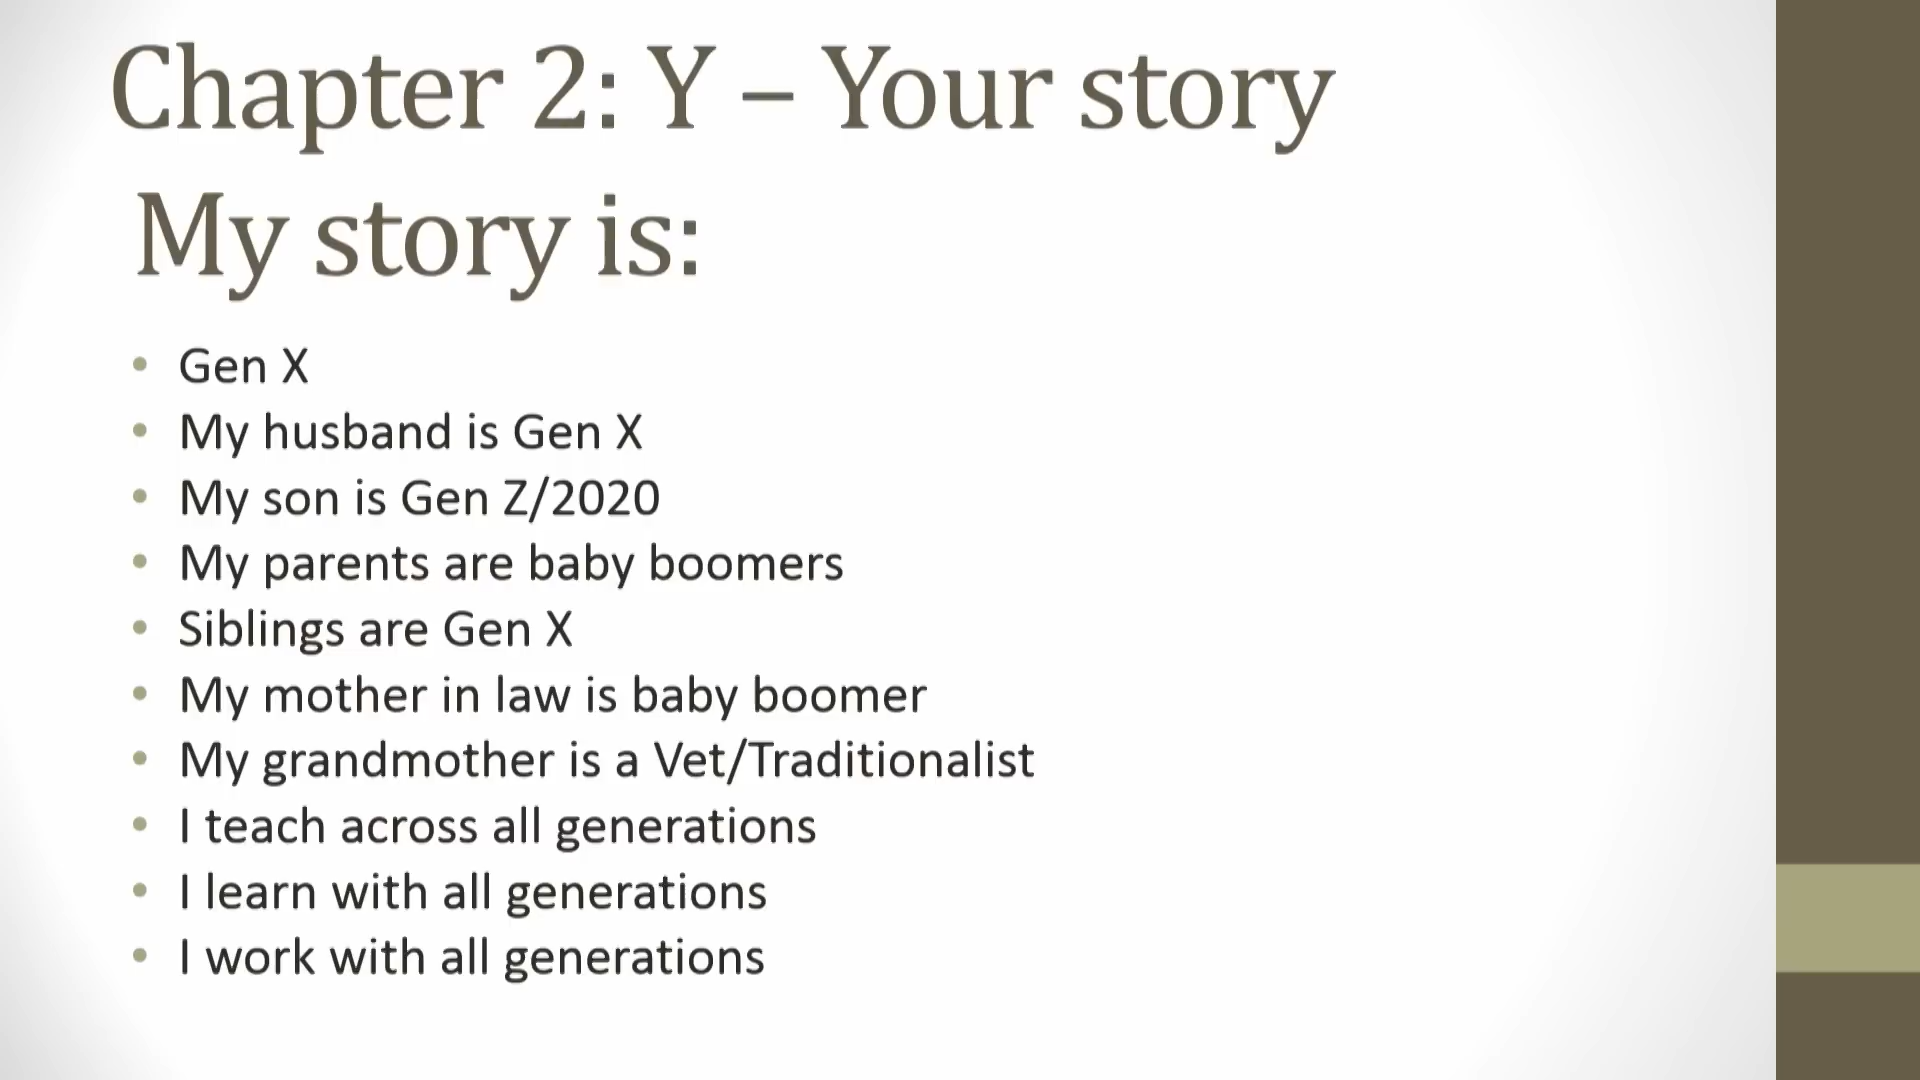 Chapter 2: Y – Your story
My story is:
• Gen X
• My husband is Gen X
• My son is Gen Z/2020
• My parents are baby boomers
• Siblings are Gen X
• My mother in law is baby boomer
• My grandmother is a Vet/Traditionalist
• I teach across all generations
• I learn with all generations
• I work with all generations